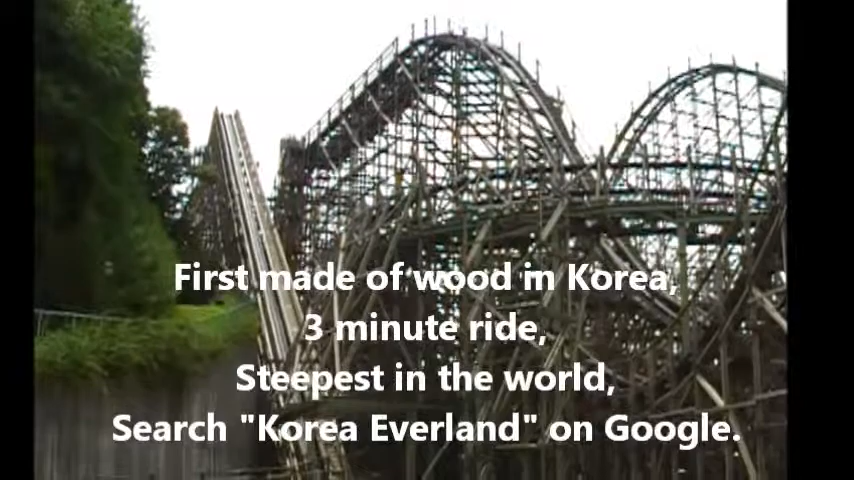 First made of wood in Korea,
3 minute ride,
Steepest in the world,
Search "Korea Everland" on Google.